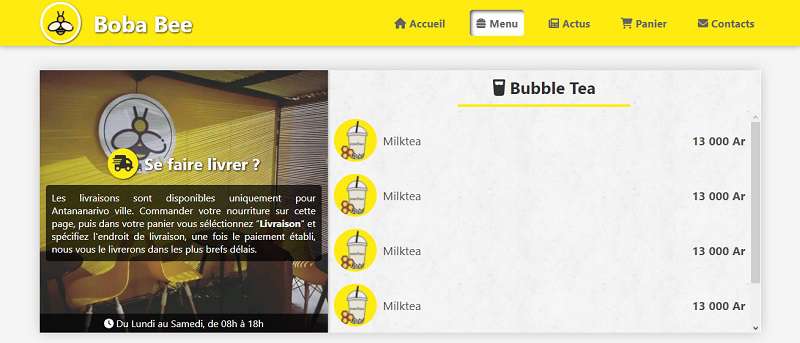 Boba Bee
Accueil
Menu
Actus
Panier
Contacts
Se faire livrer ?
Les livraisons sont disponibles uniquement pour
Antananarivo ville. Commander votre nourriture sur cette
page, puis dans votre panier vous séléctionnez “Livraison” et
spécifiez l'endroit de livraison, une fois le paiement établi,
nous vous le livrerons dans les plus brefs délais.
Du Lundi au Samedi, de 08h à 18h
Bubble Tea
Milktea 13 000 Ar
Milktea 13 000 Ar
Milktea 13 000 Ar
Milktea 13 000 Ar